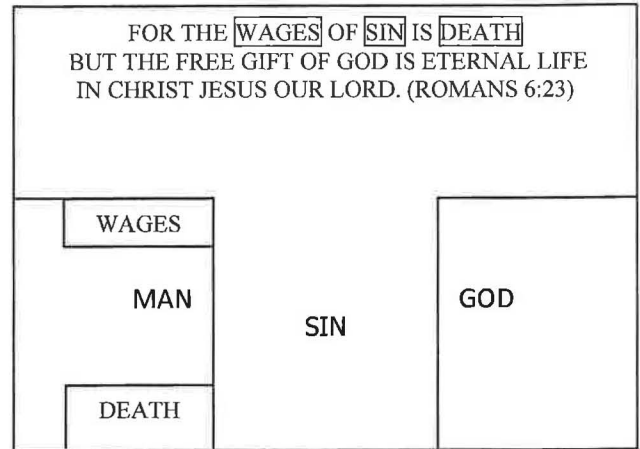 FOR THE WAGES OF SIN IS DEATH
BUT THE FREE GIFT OF GOD IS ETERNAL LIFE
IN CHRIST JESUS OUR LORD. (ROMANS 6:23)
WAGES
MAN
SIN
GOD
DEATH